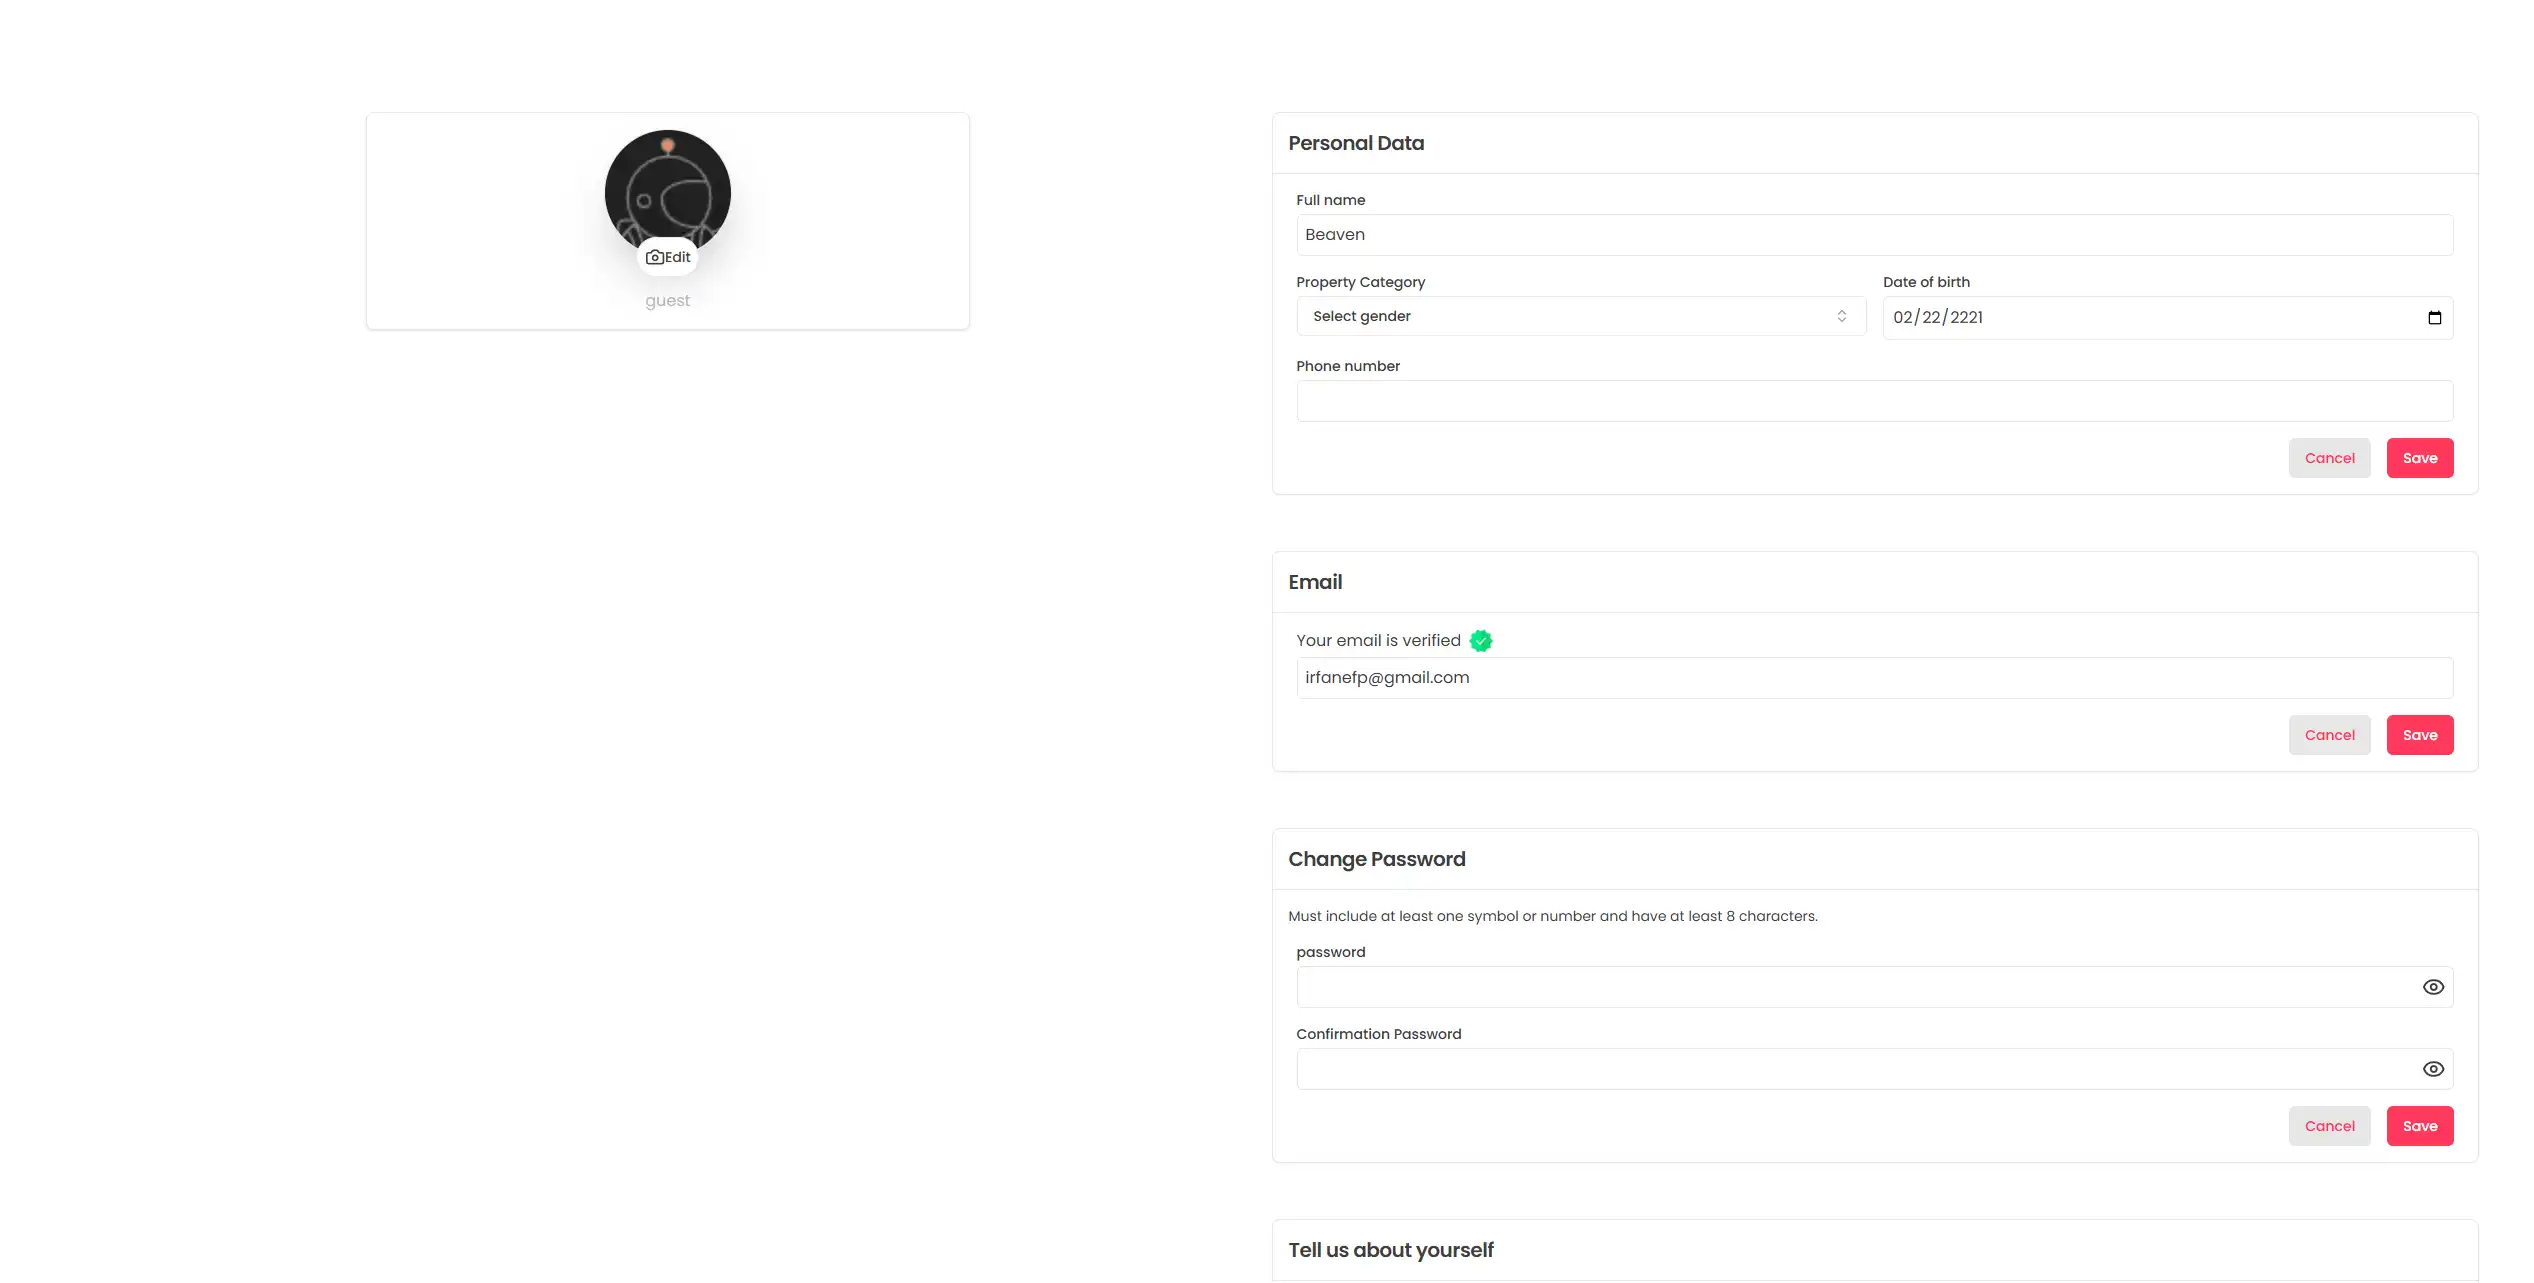 Edit
guest
Personal Data
Full name
Beaven
Property Category
Date of birth
Select gender
02/22/2221
Phone number
Cancel
Save
Email
Your email is verified
irfanefp@gmail.com
Cancel
Save
Change Password
Must include at least one symbol or number and have at least 8 characters.
password
Confirmation Password
Cancel
Save
Tell us about yourself